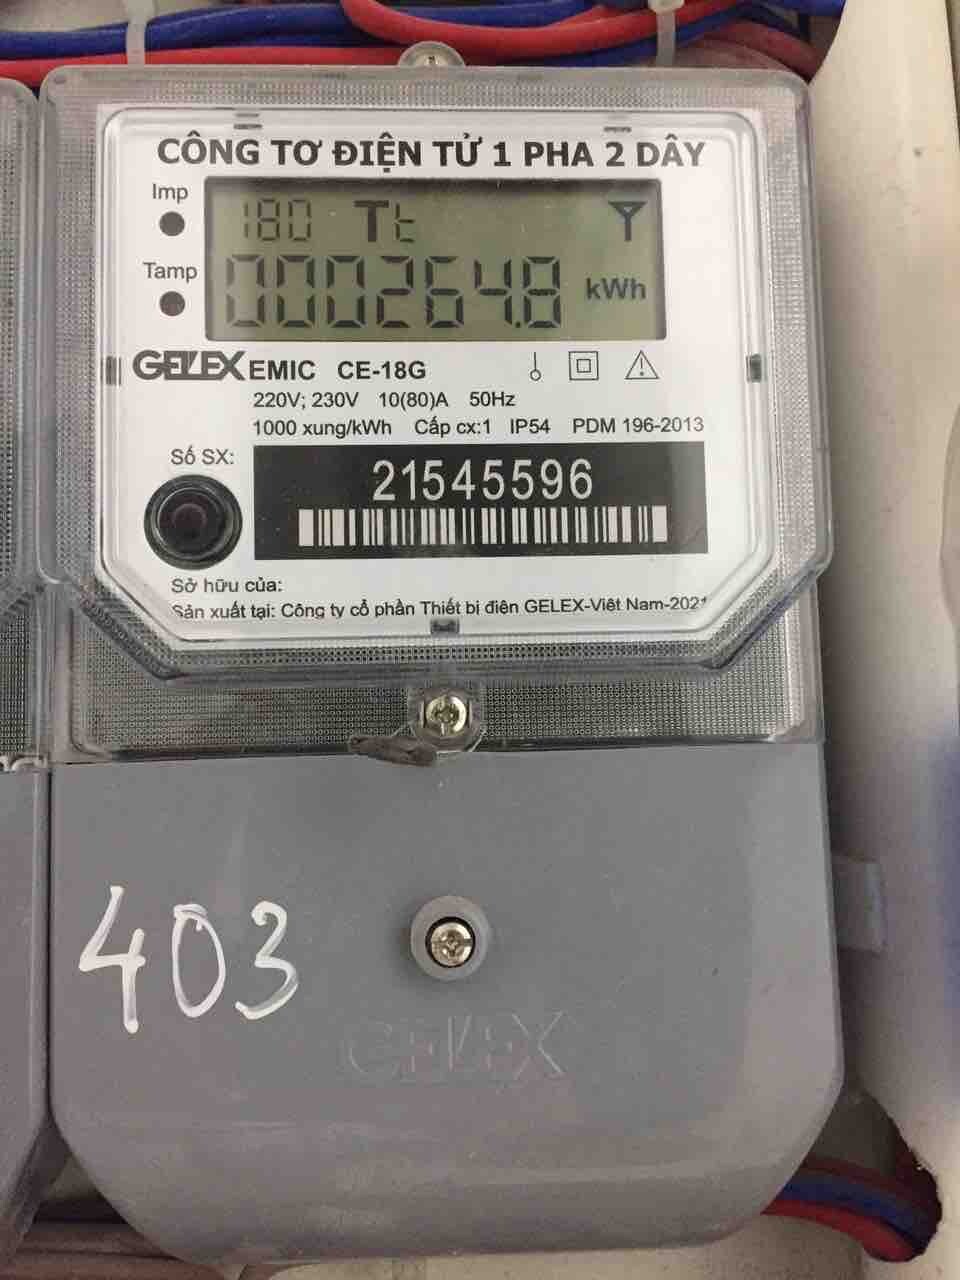 CÔNG TƠ ĐIỆN TỬ 1 PHA 2 DÂY
Imp
180 Tt
Tamp
000264.8 kWh
GELEX EMIC CE-18G
220V; 230V 10(80)A 50Hz
1000 xung/kWh Cấp cx:1 IP54 PDM 196-2013
Số SX:
21545596
Sở hữu của:
Sản xuất tại: Công ty cổ phần Thiết bị điện GELEX-Việt Nam-2021
403
GELEX